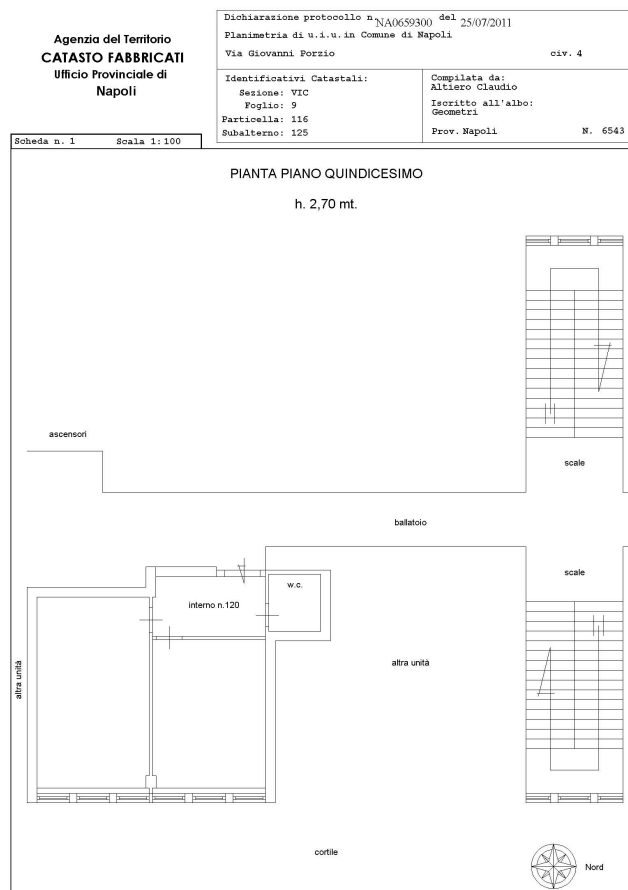 Agenzia del Territorio
CATASTO FABBRICATI
Ufficio Provinciale di
Napoli
Dichiarazione protocollo n. NA0659300 del 25/07/2011
Planimetria di u.i.u. in Comune di Napoli
Via Giovanni Porzio civ. 4
Identificativi Catastali:
Sezione: VIC
Foglio: 9
Particella: 116
Subalterno: 125
Compilata da:
Altiero Claudio
Iscritto all'albo:
Geometri
Prov. Napoli N. 6543
Scheda n. 1 Scala 1:100
PIANTA PIANO QUINDICESIMO
h. 2,70 mt.
ascensori
scale
ballatoio
scale
w.c.
interno n.120
altra unità
altra unità
cortile
Nord